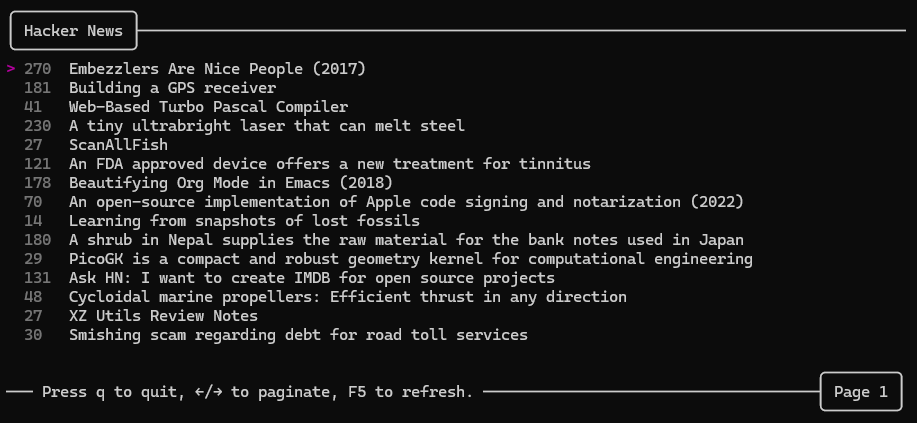 Hacker News
> 270 Embezzlers Are Nice People (2017)
181 Building a GPS receiver
41 Web-Based Turbo Pascal Compiler
230 A tiny ultrabright laser that can melt steel
27 ScanAllFish
121 An FDA approved device offers a new treatment for tinnitus
178 Beautifying Org Mode in Emacs (2018)
70 An open-source implementation of Apple code signing and notarization (2022)
14 Learning from snapshots of lost fossils
180 A shrub in Nepal supplies the raw material for the bank notes used in Japan
29 PicoGK is a compact and robust geometry kernel for computational engineering
131 Ask HN: I want to create IMDB for open source projects
48 Cycloidal marine propellers: Efficient thrust in any direction
27 XZ Utils Review Notes
30 Smishing scam regarding debt for road toll services
Press q to quit, ←/→ to paginate, F5 to refresh.
Page 1